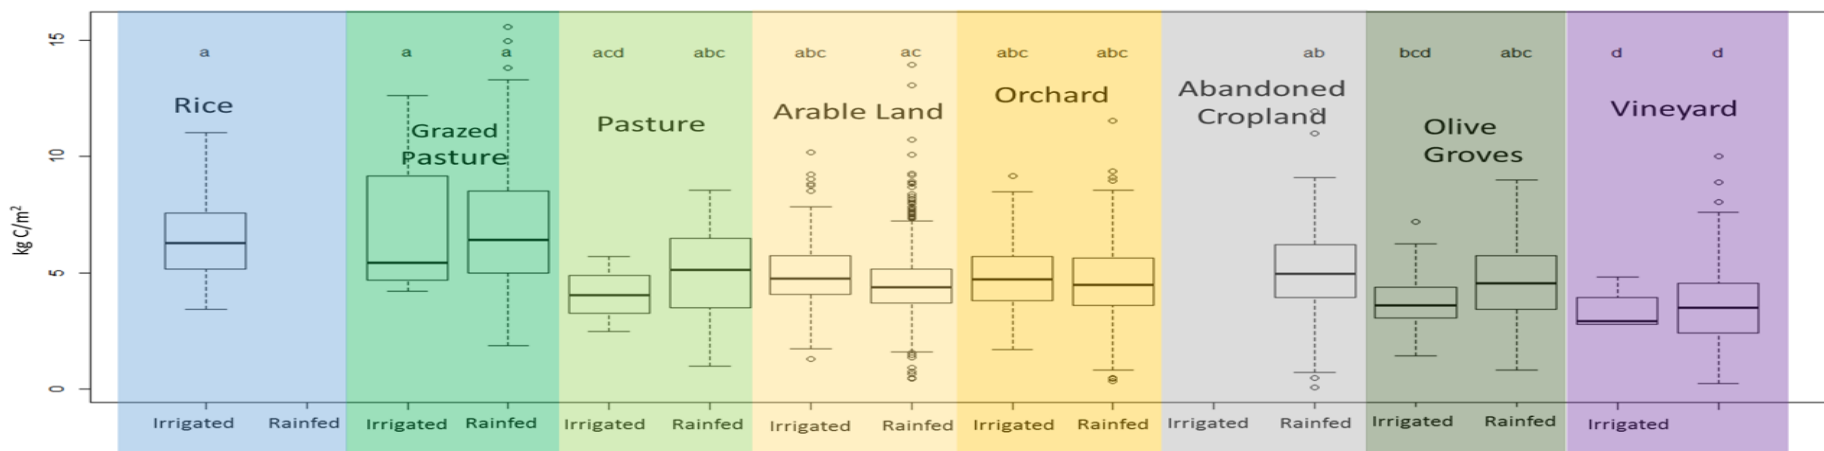 15
a
a
a
acd
abc
abc
ac
abc
abc
ab
bcd
abc
d
d
Rice
Grazed
Pasture
Pasture
Arable Land
Orchard
Abandoned
Cropland
Olive
Groves
Vineyard
10
kg C/m²
5
0
Irrigated
Rainfed
Irrigated
Rainfed
Irrigated
Rainfed
Irrigated
Rainfed
Irrigated
Rainfed
Irrigated
Rainfed
Irrigated
Rainfed
Irrigated